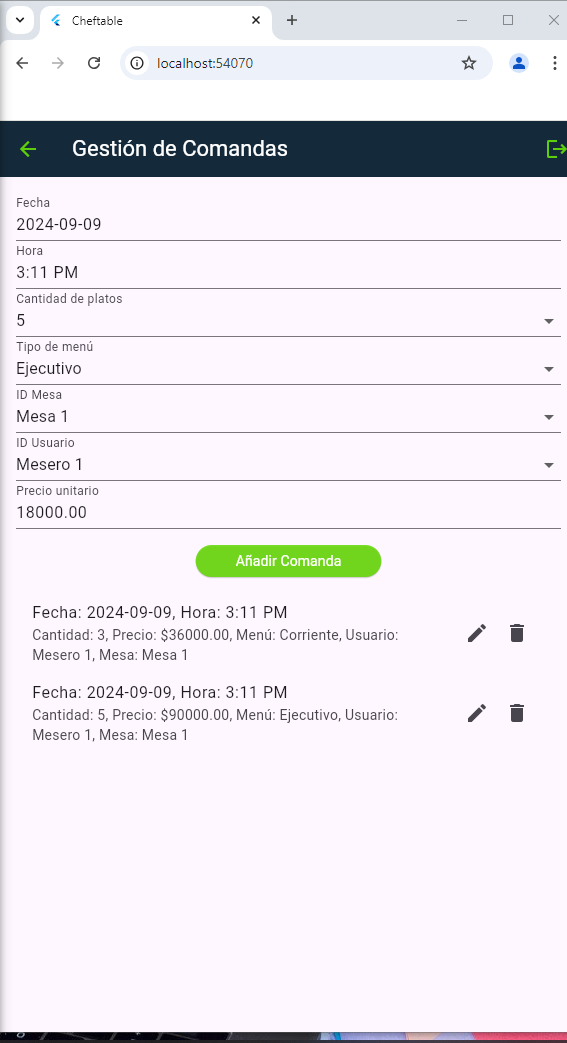 Cheftable
localhost:54070
Gestión de Comandas
Fecha
2024-09-09
Hora
3:11 PM
Cantidad de platos
5
Tipo de menú
Ejecutivo
ID Mesa
Mesa 1
ID Usuario
Mesero 1
Precio unitario
18000.00
Añadir Comanda
Fecha: 2024-09-09, Hora: 3:11 PM
Cantidad: 3, Precio: $36000.00, Menú: Corriente, Usuario:
Mesero 1, Mesa: Mesa 1
Fecha: 2024-09-09, Hora: 3:11 PM
Cantidad: 5, Precio: $90000.00, Menú: Ejecutivo, Usuario:
Mesero 1, Mesa: Mesa 1